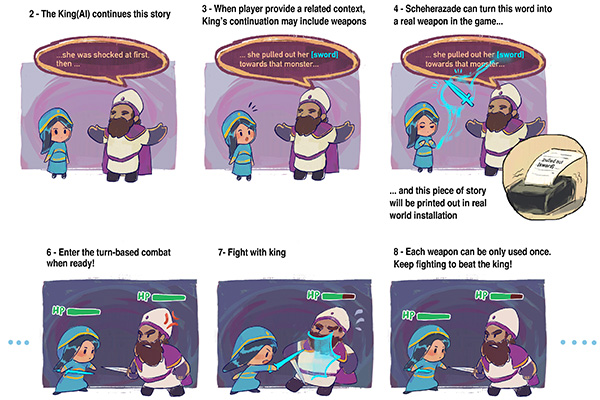 2 - The King(AI) continues this story
...she was shocked at first,
then ...
3 - When player provide a related context,
King's continuation may include weapons
... she pulled out her [sword]
towards that monster...
4 - Scheherazade can turn this word into
a real weapon in the game...
... she pulled out her [sword]
towards that monster...
pulled out
[sword]
... and this piece of story
will be printed out in real
world installation
6 - Enter the turn-based combat
when ready!
HP
HP
7- Fight with king
HP
8 - Each weapon can be only used once.
Keep fighting to beat the king!
HP
HP